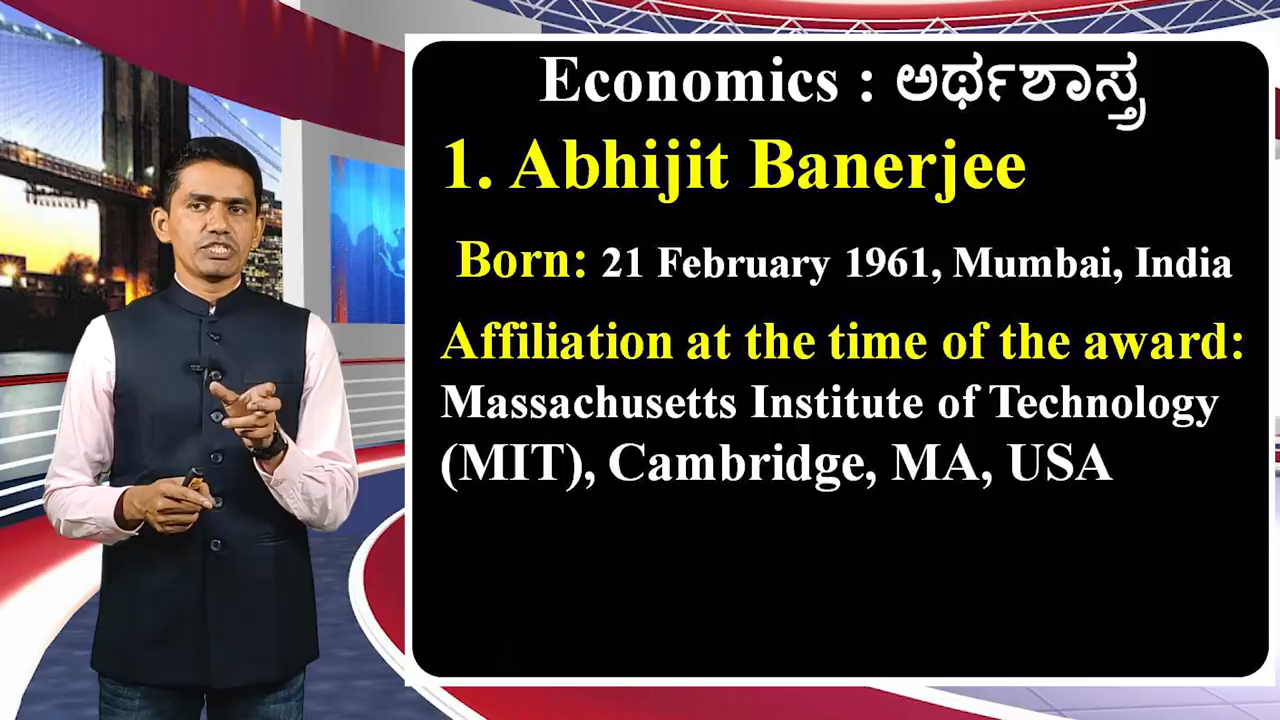 Economics : ಅರ್ಥಶಾಸ್ತ್ರ
1. Abhijit Banerjee
Born: 21 February 1961, Mumbai, India
Affiliation at the time of the award:
Massachusetts Institute of Technology
(MIT), Cambridge, MA, USA